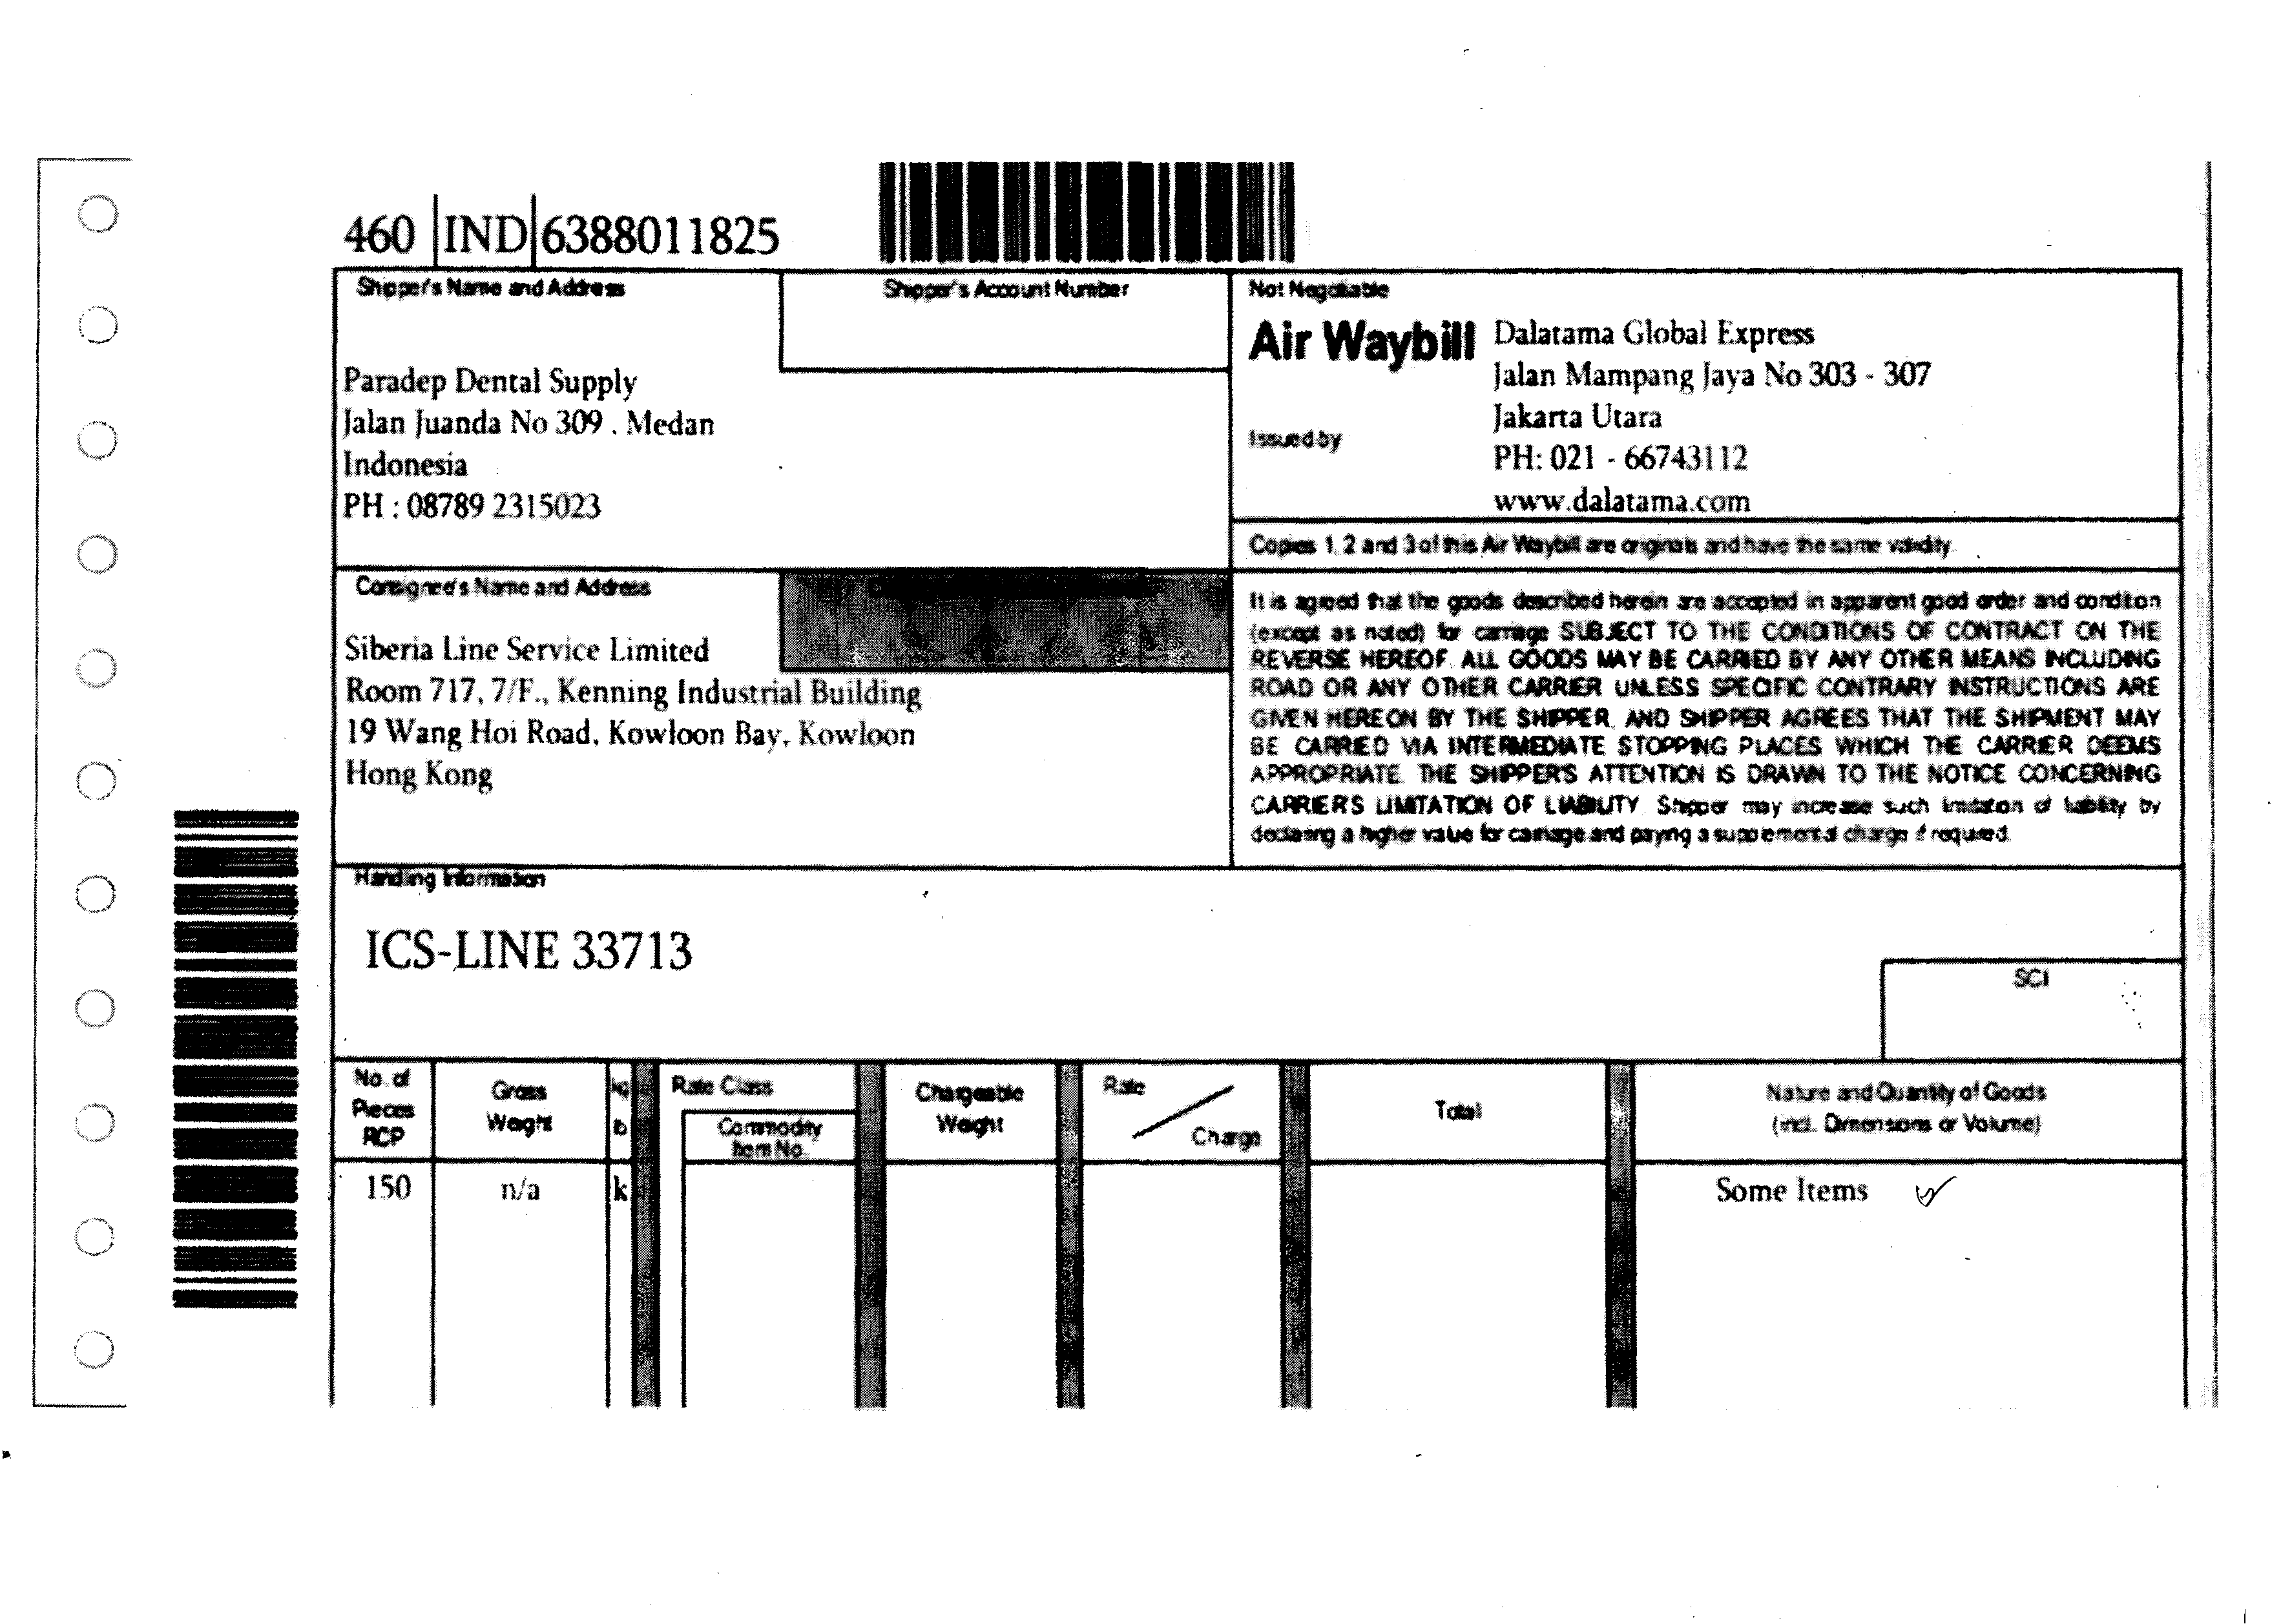 460 IND 6388011825
Shipper's Name and Address
Shipper's Account Number
Paradep Dental Supply
Jalan Juanda No 309 . Medan
Indonesia
PH : 08789 2315023
Not Negotiable
Air Waybill
Issued by
Dalatama Global Express
Jalan Mampang Jaya No 303 - 307
Jakarta Utara
PH: 021 - 66743112
www.dalatama.com
Copies 1, 2 and 3 of this Air Waybill are originals and have the same validity.
Consignee's Name and Address
Siberia Line Service Limited
Room 717, 7/F., Kenning Industrial Building
19 Wang Hoi Road, Kowloon Bay, Kowloon
Hong Kong
It is agreed that the goods described herein are accepted in apparent good order and condition
(except as noted) for carriage SUBJECT TO THE CONDITIONS OF CONTRACT ON THE
REVERSE HEREOF. ALL GOODS MAY BE CARRIED BY ANY OTHER MEANS INCLUDING
ROAD OR ANY OTHER CARRIER UNLESS SPECIFIC CONTRARY INSTRUCTIONS ARE
GIVEN HEREON BY THE SHIPPER, AND SHIPPER AGREES THAT THE SHIPMENT MAY
BE CARRIED VIA INTERMEDIATE STOPPING PLACES WHICH THE CARRIER DEEMS
APPROPRIATE. THE SHIPPER'S ATTENTION IS DRAWN TO THE NOTICE CONCERNING
CARRIER'S LIMITATION OF LIABILITY. Shipper may increase such limitation of liability by
declaring a higher value for carriage and paying a supplemental charge if required.
Handling Information
ICS-LINE 33713
SCI
No. of
Pieces
RCP
Gross
Weight
kg
lb
Rate Class
Commodity
Item No.
Chargeable
Weight
Rate
Charge
Total
Nature and Quantity of Goods
(incl. Dimensions or Volume)
150
n/a
k
Some Items